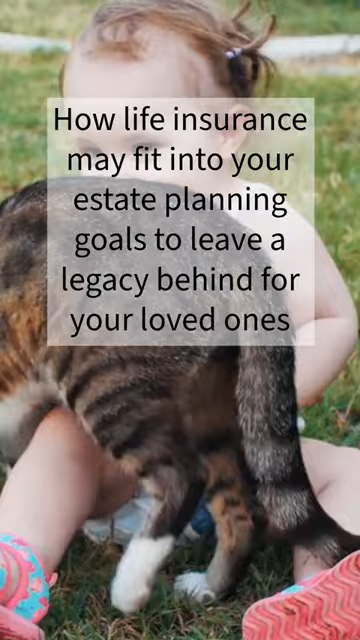 How life insurance
may fit into your
estate planning
goals to leave a
legacy behind for
your loved ones